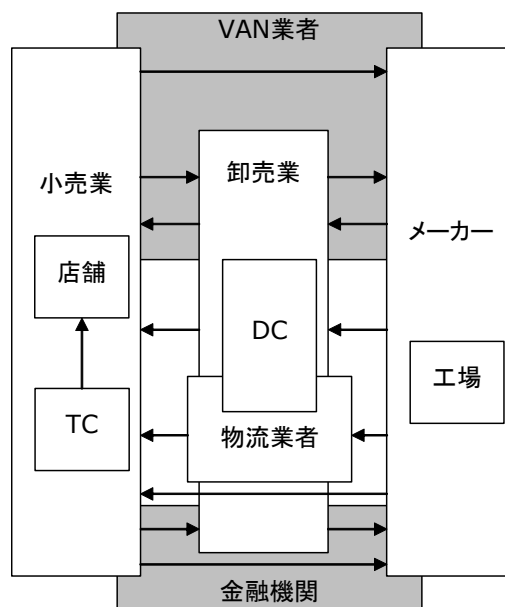 VAN業者
小売業
卸売業
メーカー
店舗
DC
工場
TC
物流業者
金融機関